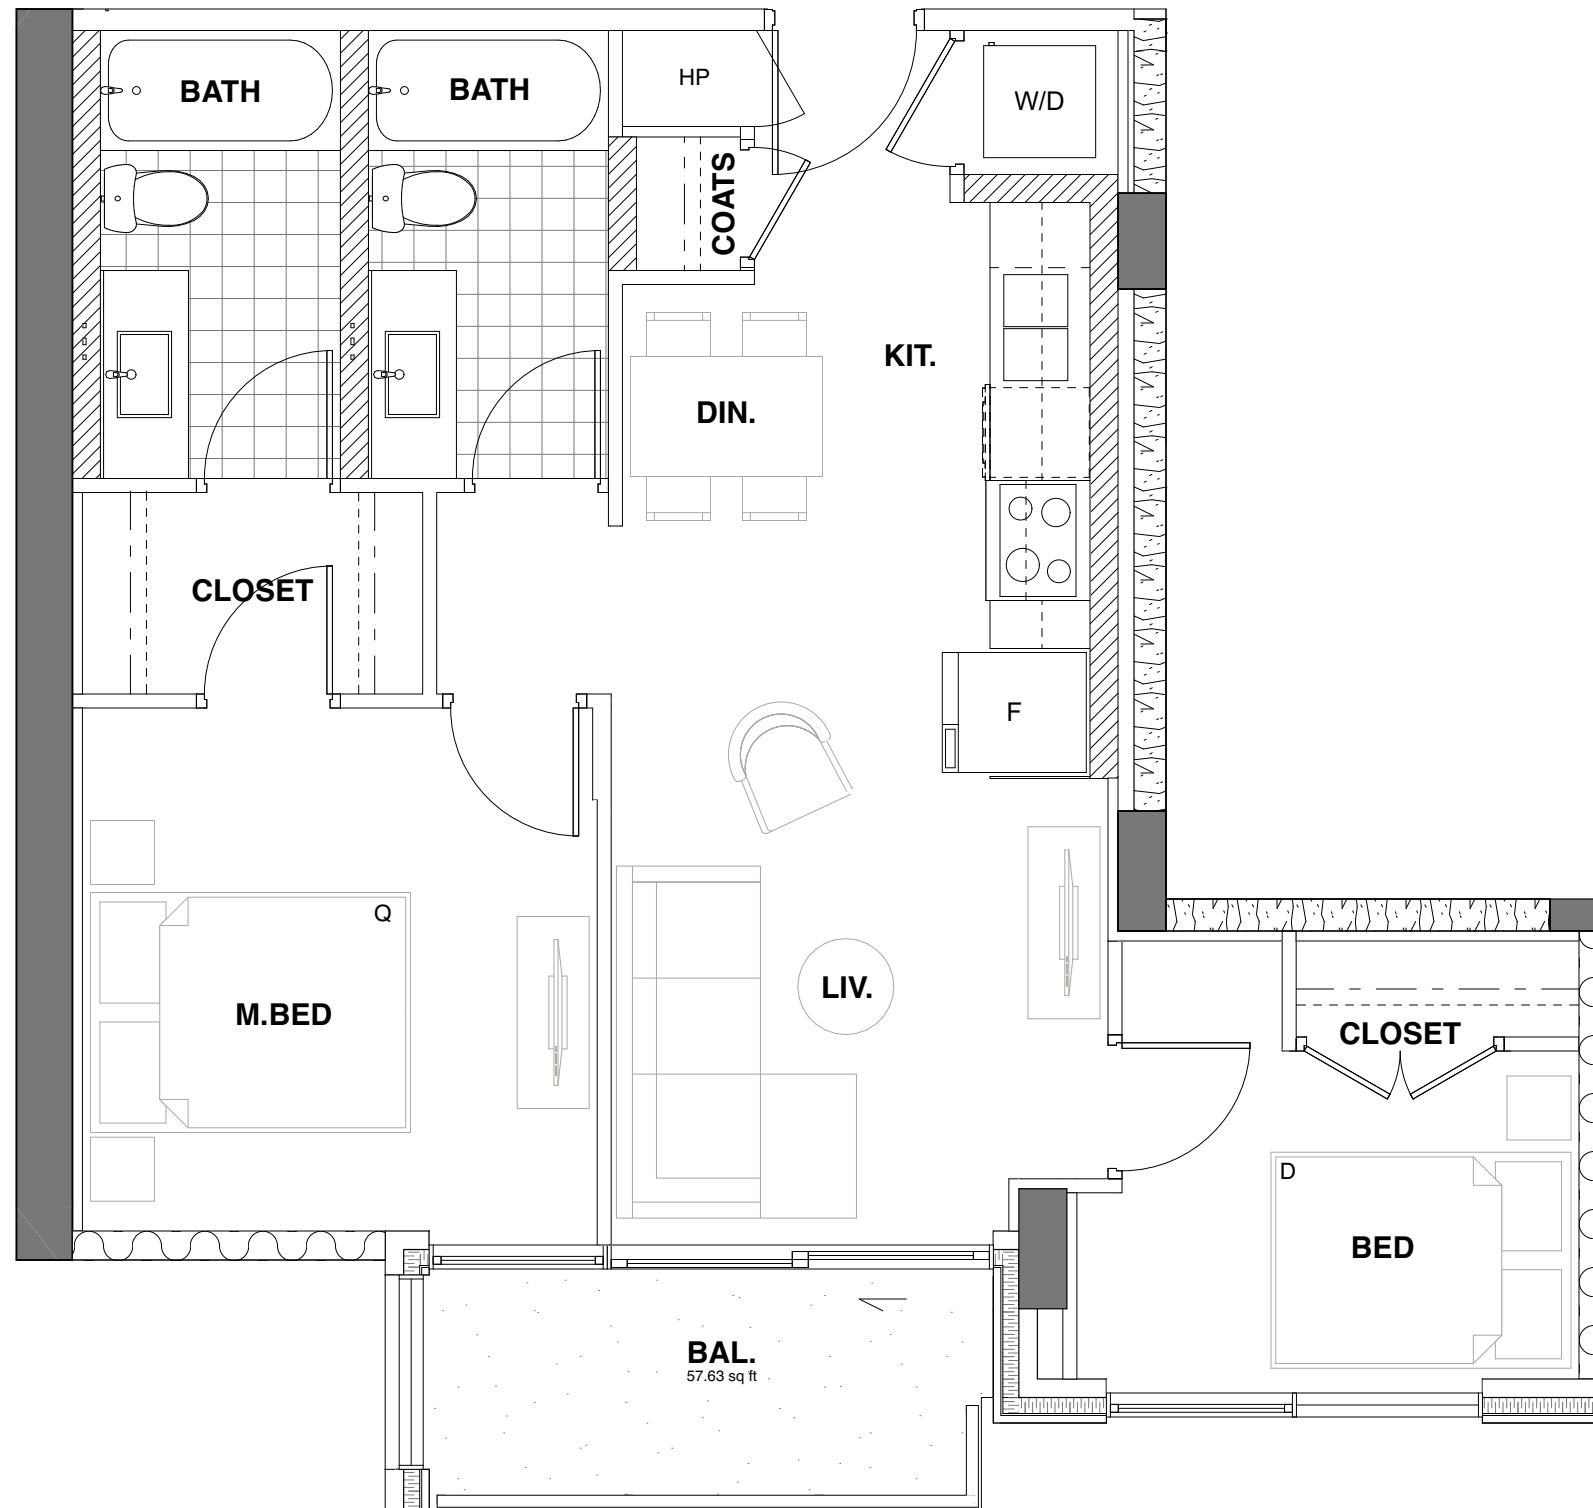 BATH
BATH
HP
W/D
COATS
KIT.
DIN.
CLOSET
F
Q
M.BED
LIV.
CLOSET
D
BED
BAL.
57.63 sq ft